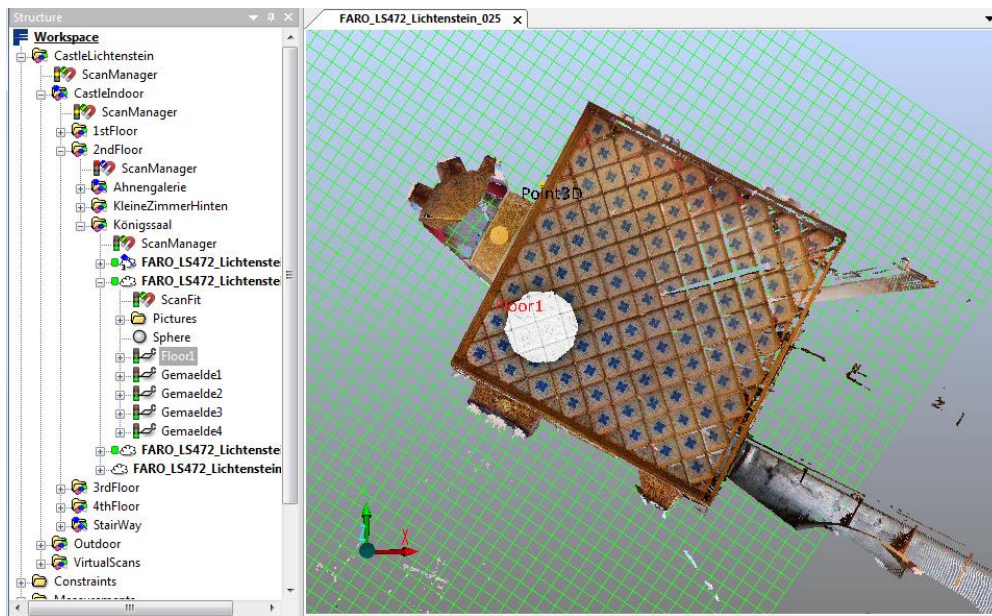 Structure
Workspace
CastleLichtenstein
ScanManager
CastleIndoor
ScanManager
1stFloor
2ndFloor
ScanManager
Ahnengalerie
KleineZimmerHinten
Königssaal
ScanManager
FARO_LS472_Lichtenste
FARO_LS472_Lichtenste
ScanFit
Pictures
Sphere
Floor1
Gemaelde1
Gemaelde2
Gemaelde3
Gemaelde4
FARO_LS472_Lichtenste
FARO_LS472_Lichtenstein
3rdFloor
4thFloor
StairWay
Outdoor
VirtualScans
Constraints
FARO_LS472_Lichtenstein_025
Point3D
Floor1
X